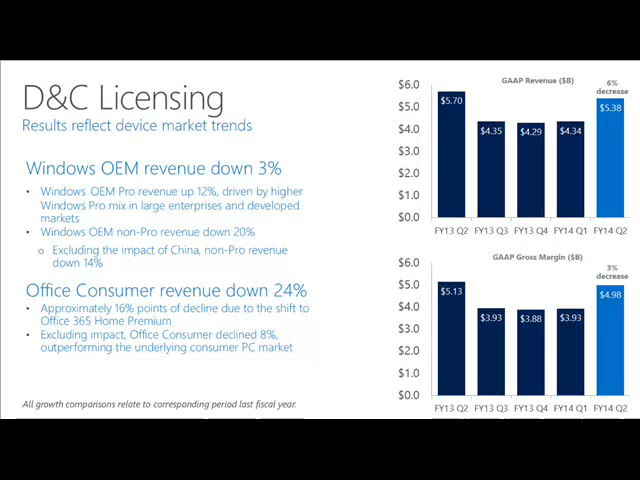 D&C Licensing
Results reflect device market trends
Windows OEM revenue down 3%
• Windows OEM Pro revenue up 12%, driven by higher
Windows Pro mix in large enterprises and developed
markets
• Windows OEM non-Pro revenue down 20%
o Excluding the impact of China, non-Pro revenue
down 14%
Office Consumer revenue down 24%
• Approximately 16% points of decline due to the shift to
Office 365 Home Premium
• Excluding impact, Office Consumer declined 8%,
outperforming the underlying consumer PC market
All growth comparisons relate to corresponding period last fiscal year.
GAAP Revenue ($B)
6%
decrease
$6.0
$5.0
$4.0
$3.0
$2.0
$1.0
$0.0
$5.70
$4.35
$4.29
$4.34
$5.38
FY13 Q2 FY13 Q3 FY13 Q4 FY14 Q1 FY14 Q2
GAAP Gross Margin ($B)
3%
decrease
$6.0
$5.0
$4.0
$3.0
$2.0
$1.0
$0.0
$5.13
$3.93
$3.88
$3.93
$4.98
FY13 Q2 FY13 Q3 FY13 Q4 FY14 Q1 FY14 Q2